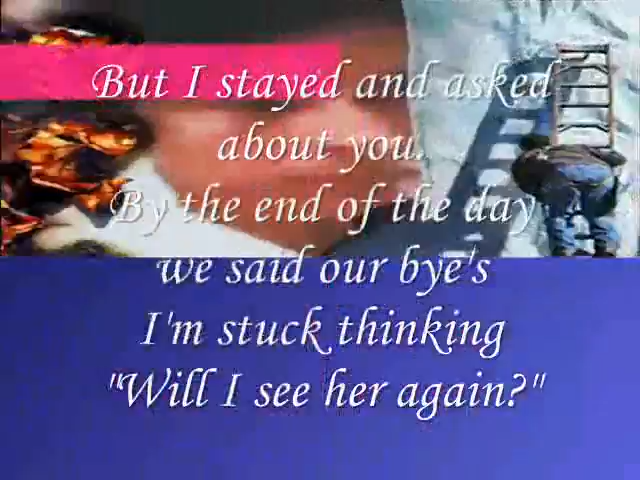 But I stayed and asked
about you.
By the end of the day
we said our bye's
I'm stuck thinking
"Will I see her again?"